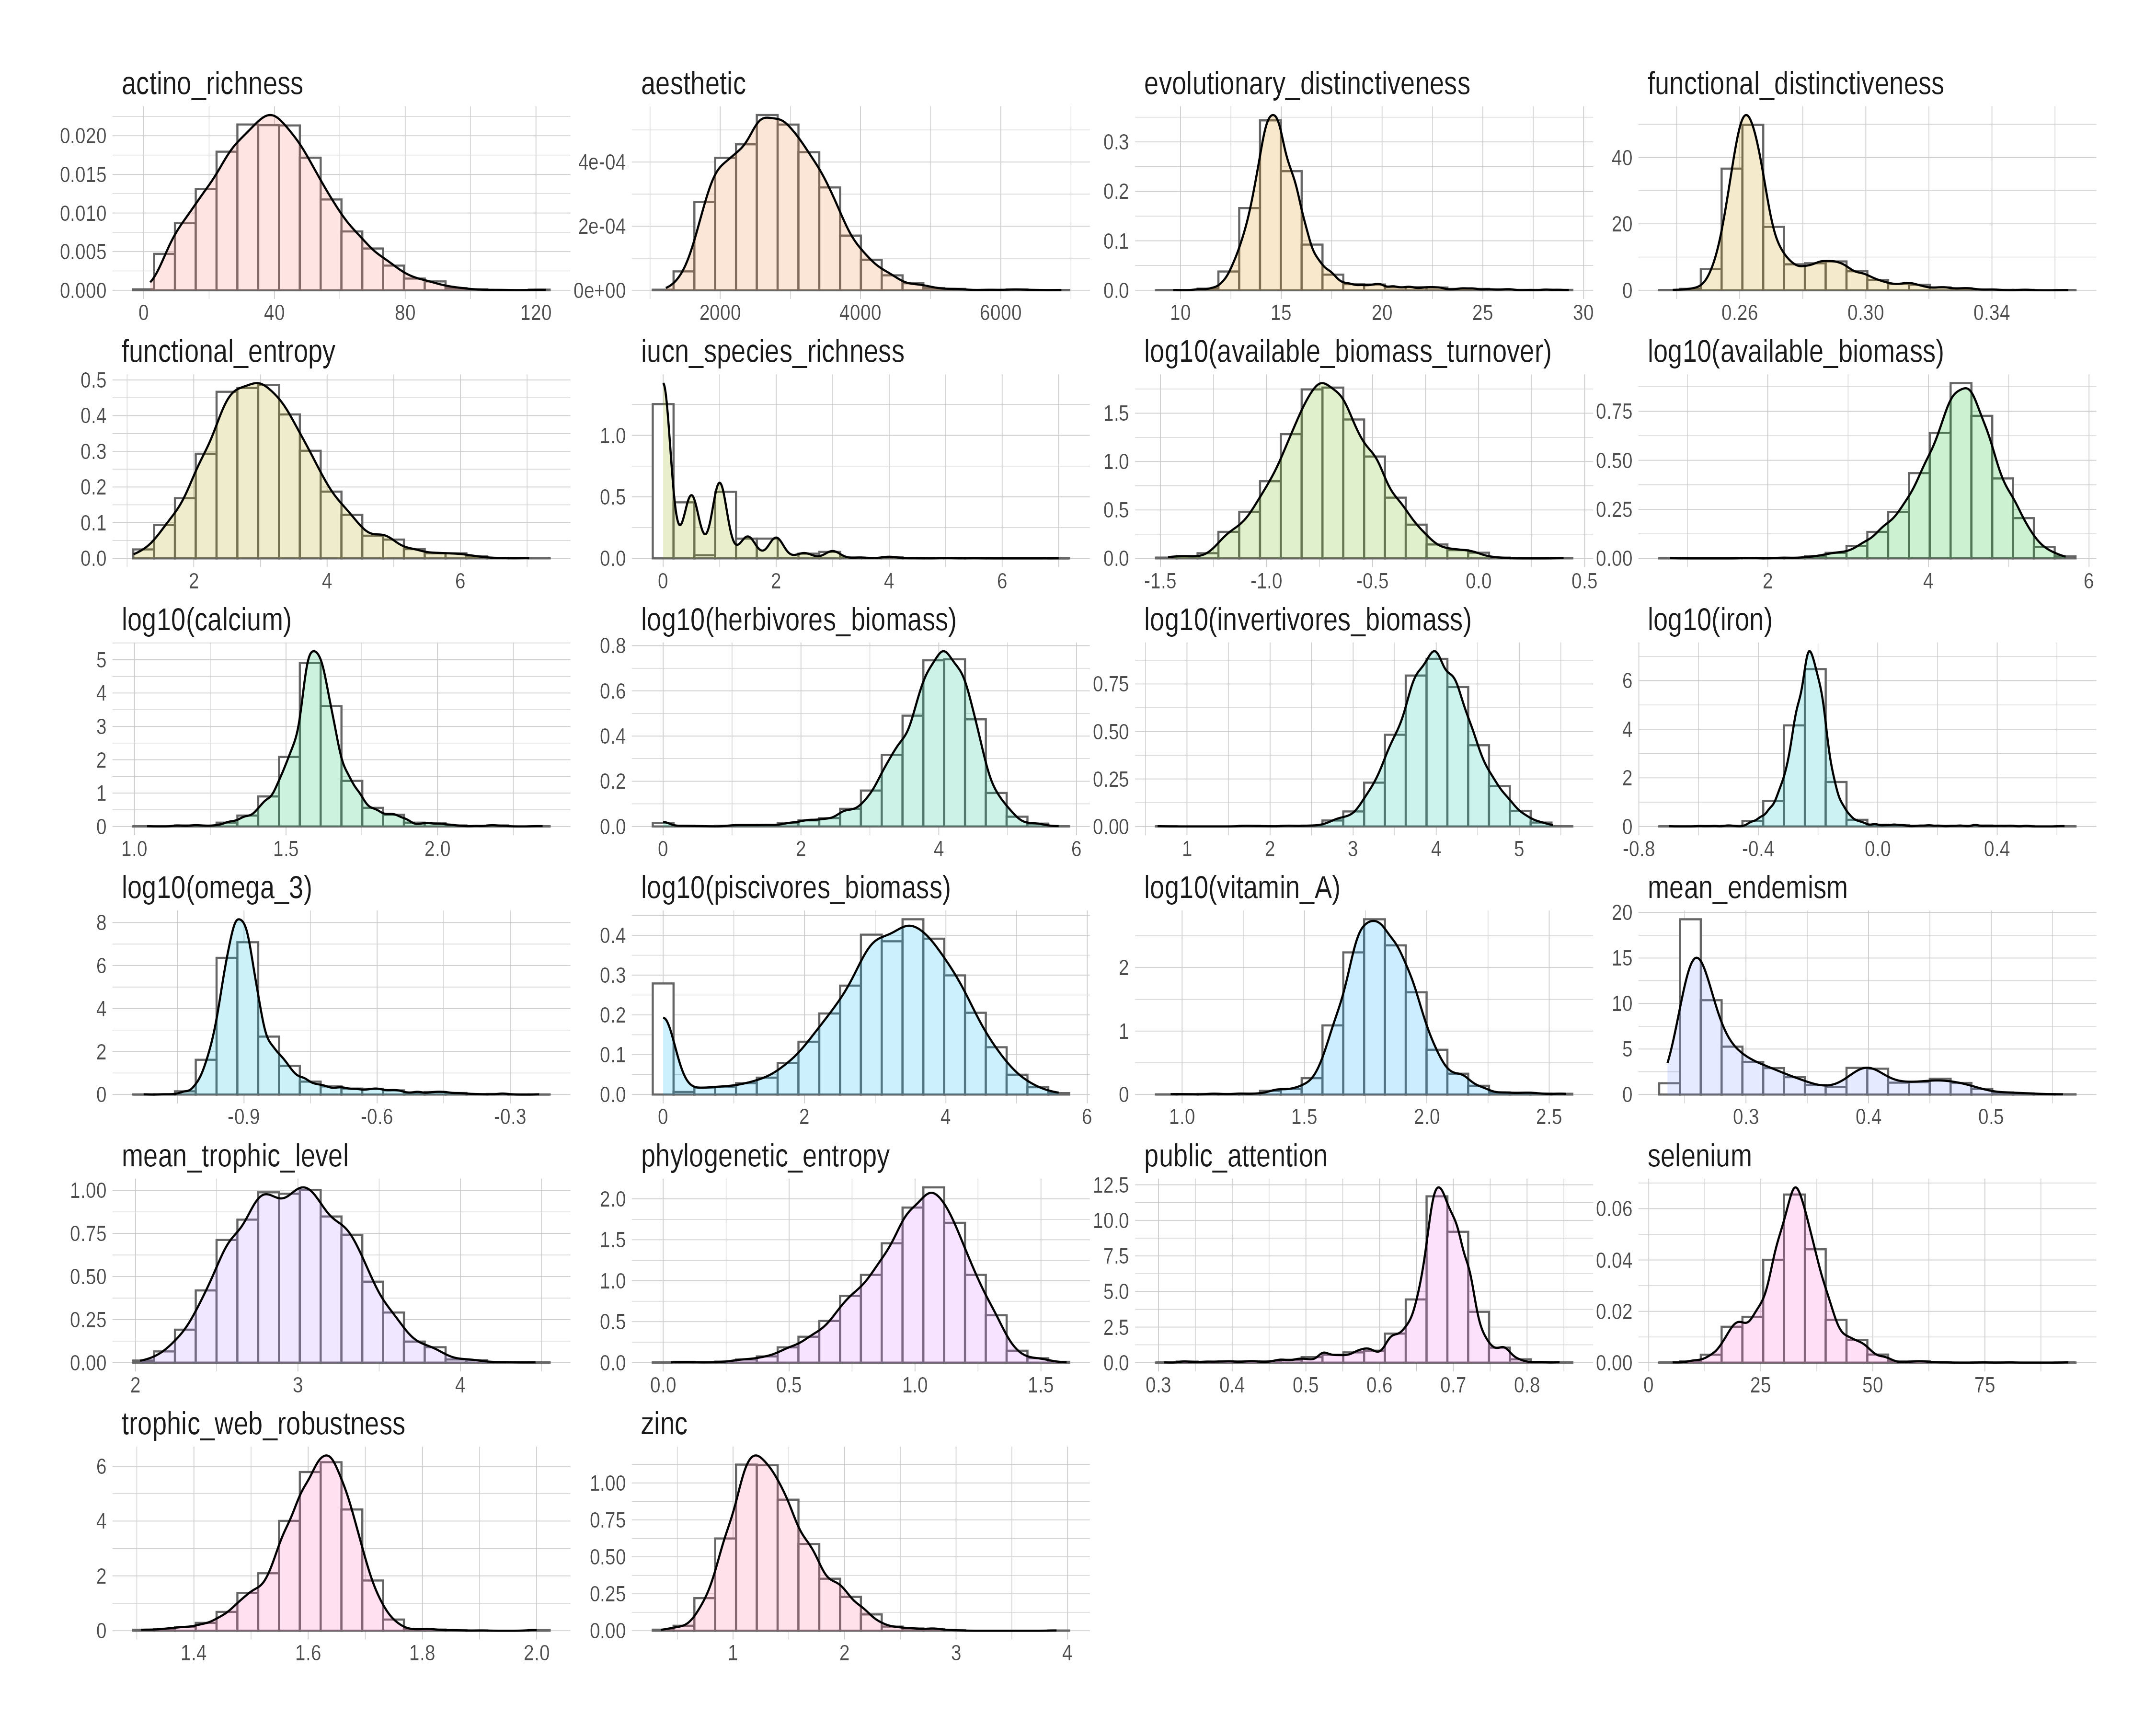 actino_richness
aesthetic
evolutionary_distinctiveness
functional_distinctiveness
0.020
0.015
0.010
0.005
0.000
0 40 80 120
4e-04
2e-04
0e+00
2000 4000 6000
0.3
0.2
0.1
0.0
10 15 20 25 30
40
20
0
0.26 0.30 0.34
functional_entropy
iucn_species_richness
log10(available_biomass_turnover)
log10(available_biomass)
0.5
0.4
0.3
0.2
0.1
0.0
2 4 6
1.0
0.5
0.0
0 2 4 6
1.5
1.0
0.5
0.0
-1.5 -1.0 -0.5 0.0 0.5
0.75
0.50
0.25
0.00
2 4 6
log10(calcium)
log10(herbivores_biomass)
log10(invertivores_biomass)
log10(iron)
5
4
3
2
1
0
1.0 1.5 2.0
0.8
0.6
0.4
0.2
0.0
0 2 4 6
0.75
0.50
0.25
0.00
1 2 3 4 5
6
4
2
0
-0.8 -0.4 0.0 0.4
log10(omega_3)
log10(piscivores_biomass)
log10(vitamin_A)
mean_endemism
8
6
4
2
0
-0.9 -0.6 -0.3
0.4
0.3
0.2
0.1
0.0
0 2 4 6
2
1
0
1.0 1.5 2.0 2.5
20
15
10
5
0
0.3 0.4 0.5
mean_trophic_level
phylogenetic_entropy
public_attention
selenium
1.00
0.75
0.50
0.25
0.00
2 3 4
2.0
1.5
1.0
0.5
0.0
0.0 0.5 1.0 1.5
12.5
10.0
7.5
5.0
2.5
0.0
0.3 0.4 0.5 0.6 0.7 0.8
0.06
0.04
0.02
0.00
0 25 50 75
trophic_web_robustness
zinc
6
4
2
0
1.4 1.6 1.8 2.0
1.00
0.75
0.50
0.25
0.00
1 2 3 4